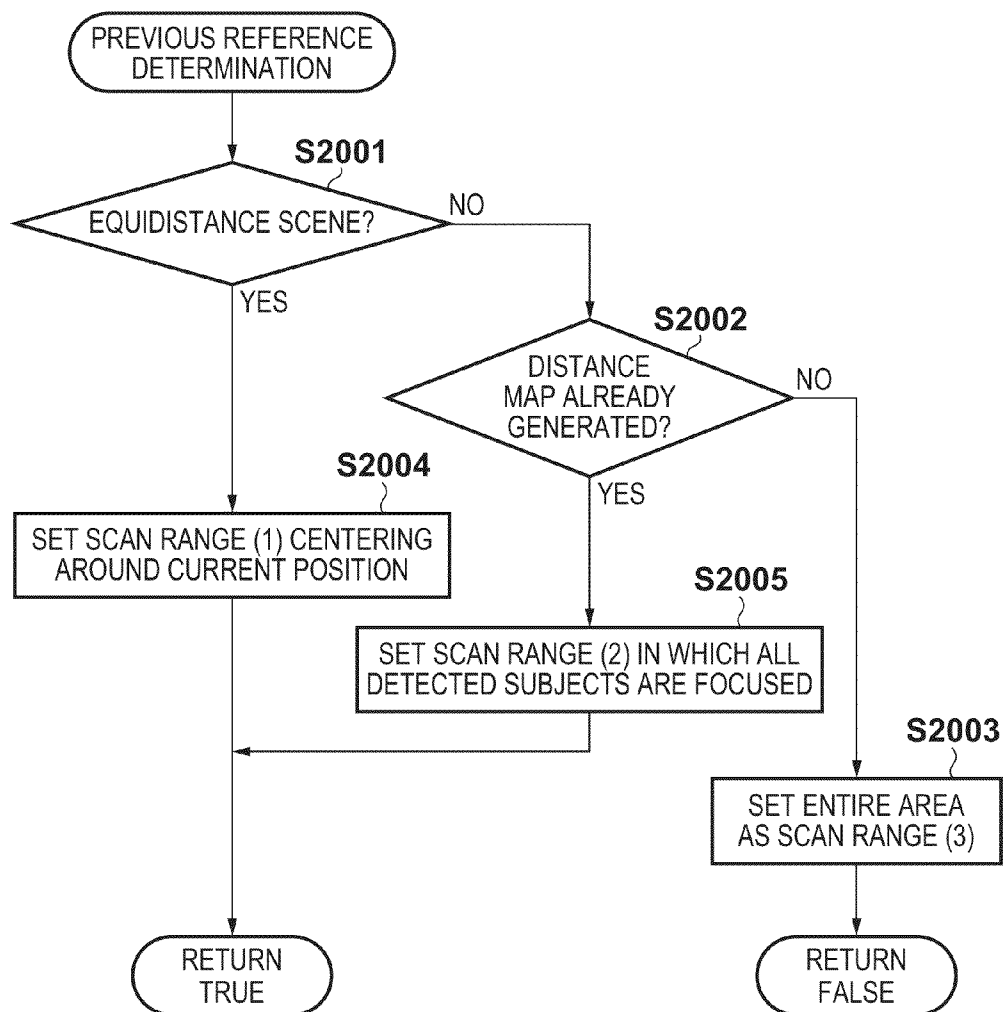 PREVIOUS REFERENCE
DETERMINATION
S2001
EQUIDISTANCE SCENE?
NO
YES
S2002
DISTANCE
MAP ALREADY
GENERATED?
NO
YES
S2004
SET SCAN RANGE (1) CENTERING
AROUND CURRENT POSITION
S2005
SET SCAN RANGE (2) IN WHICH ALL
DETECTED SUBJECTS ARE FOCUSED
S2003
SET ENTIRE AREA
AS SCAN RANGE (3)
RETURN
TRUE
RETURN
FALSE